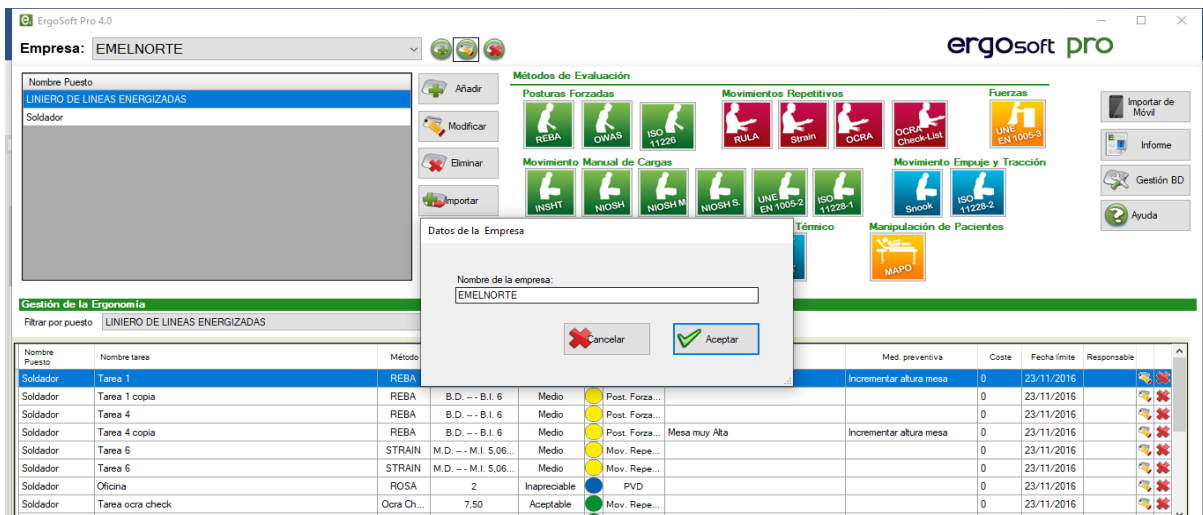 ErgoSoft Pro 4.0
Empresa: EMELNORTE
ergosoft pro
Nombre Puesto
LINIERO DE LINEAS ENERGIZADAS
Soldador
Añadir
Modificar
Eliminar
Importar
Métodos de Evaluación
Posturas Forzadas
Movimientos Repetitivos
Fuerzas
REBA
OWAS
ISO 11226
RULA
Strain
OCRA
OCRA Check-List
UNE EN 1005-3
Movimiento Manual de Cargas
Movimiento Empuje y Tracción
INSHT
NIOSH
NIOSH M
NIOSH S.
UNE EN 1005-2
ISO 11228-1
Snook
ISO 11228-2
Térmico
Manipulación de Pacientes
MAPO
Importar de
Móvil
Informe
Gestión BD
Ayuda
Datos de la Empresa
Nombre de la empresa:
EMELNORTE
Cancelar
Aceptar
Gestión de la Ergonomía
Filtrar por puesto LINIERO DE LINEAS ENERGIZADAS
Nombre Puesto Nombre tarea Método Med. preventiva Coste Fecha límite Responsable
Soldador Tarea 1 REBA Incrementar altura mesa 0 23/11/2016
Soldador Tarea 1 copia REBA B.D. -- - B.I. 6 Medio Post. Forza... 0 23/11/2016
Soldador Tarea 4 REBA B.D. -- - B.I. 6 Medio Post. Forza... 0 23/11/2016
Soldador Tarea 4 copia REBA B.D. -- - B.I. 6 Medio Post. Forza... Mesa muy Alta Incrementar altura mesa 0 23/11/2016
Soldador Tarea 6 STRAIN M.D. -- - M.I. 5,06... Medio Mov. Repe... 0 23/11/2016
Soldador Tarea 6 STRAIN M.D. -- - M.I. 5,06... Medio Mov. Repe... 0 23/11/2016
Soldador Oficina ROSA 2 Inapreciable PVD 0 23/11/2016
Soldador Tarea ocra check Ocra Ch... 7,50 Aceptable Mov. Repe... 0 23/11/2016